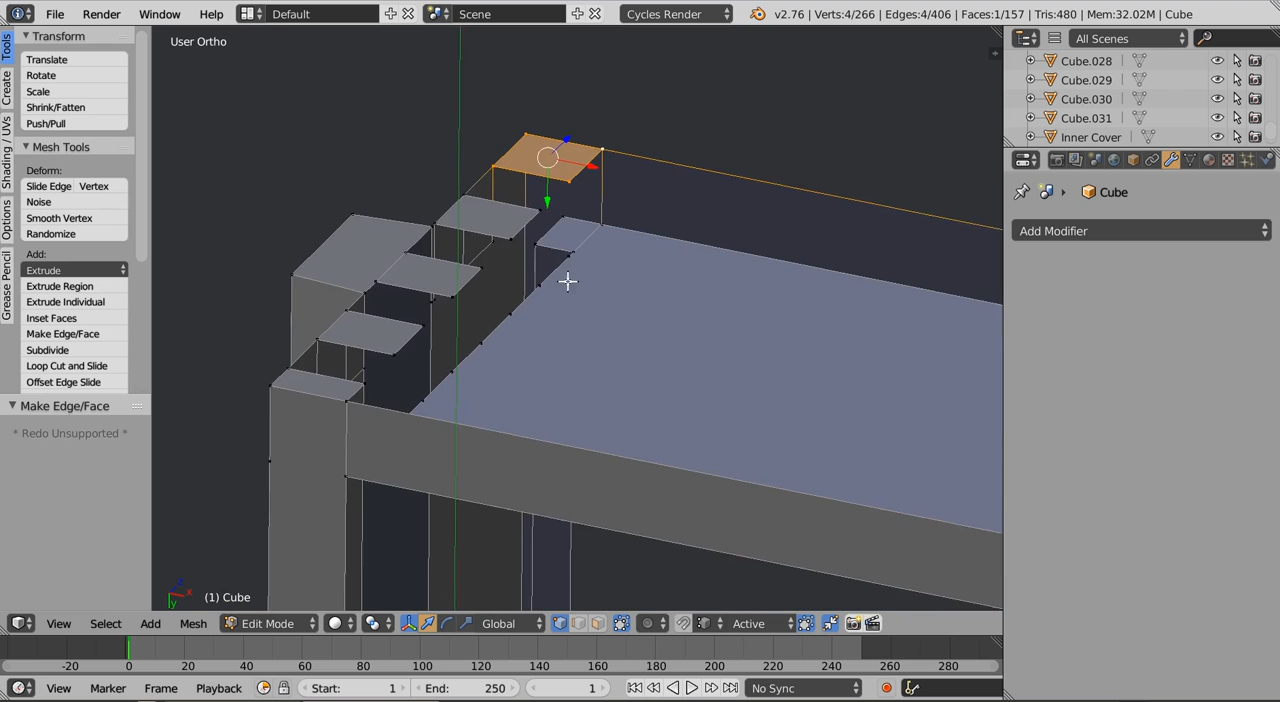 File Render Window Help Default Scene Cycles Render v2.76 | Verts:4/266 | Edges:4/406 | Faces:1/157 | Tris:480 | Mem:32.02M | Cube
Tools
Create
Shading / UVs
Options
Grease Pencil
Transform
Translate
Rotate
Scale
Shrink/Fatten
Push/Pull
Mesh Tools
Deform:
Slide Edge Vertex
Noise
Smooth Vertex
Randomize
Add:
Extrude
Extrude Region
Extrude Individual
Inset Faces
Make Edge/Face
Subdivide
Loop Cut and Slide
Offset Edge Slide
Make Edge/Face
* Redo Unsupported *
User Ortho
z
x
y
(1) Cube
All Scenes
Cube.028
Cube.029
Cube.030
Cube.031
Inner Cover
Cube
Add Modifier
View Select Add Mesh Edit Mode Global Active
-20 0 20 40 60 80 100 120 140 160 180 200 220 240 260 280
View Marker Frame Playback Start: 1 End: 250 1 No Sync